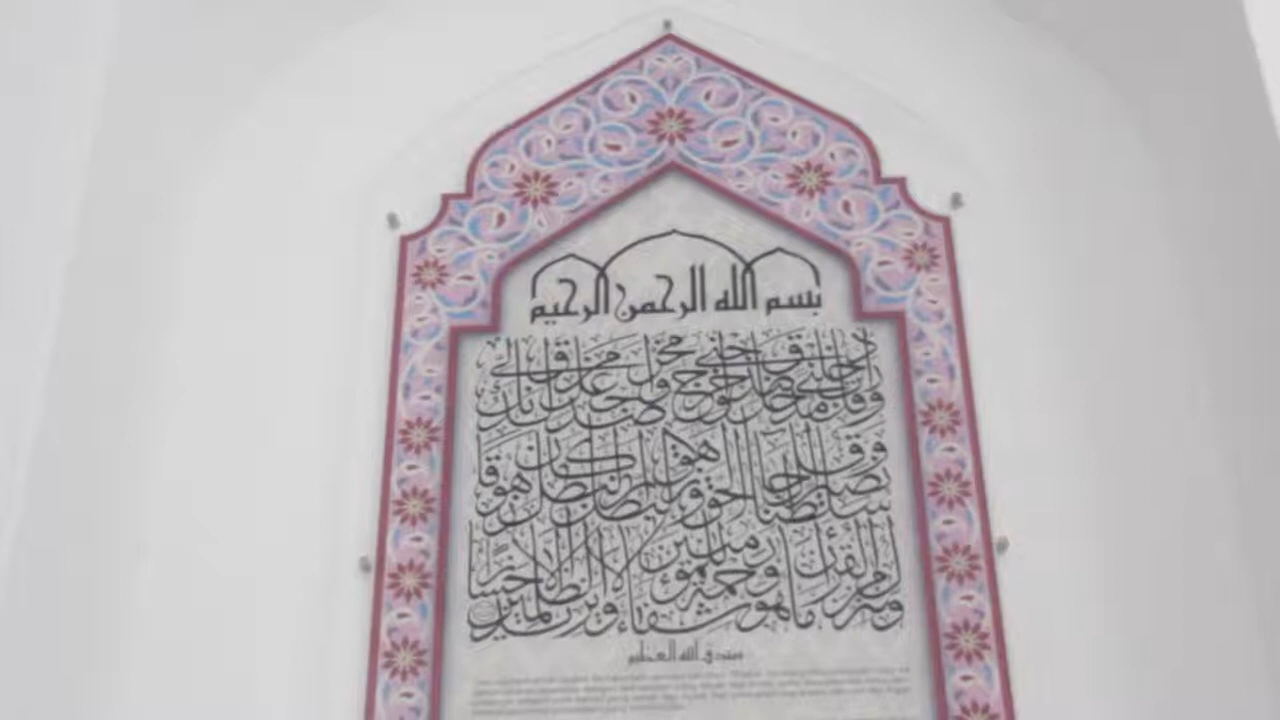 بسم الله الرحمن الرحيم
وقل رب أدخلني مدخل صدق وأخرجني مخرج صدق واجعل لي من لدنك
سلطانا نصيرا وقل جاء الحق وزهق الباطل إن الباطل كان زهوقا
وننزل من القرآن ما هو شفاء ورحمة للمؤمنين ولا يزيد الظالمين إلا خسارا
صدق الله العظيم